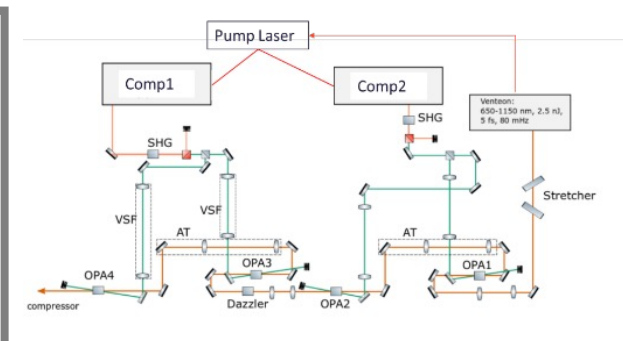 Pump Laser
Comp1
Comp2
Venteon:
650-1150 nm, 2.5 nJ,
5 fs, 80 mHz
SHG
SHG
Stretcher
VSF
VSF
AT
AT
OPA4
OPA3
OPA1
compressor
Dazzler
OPA2